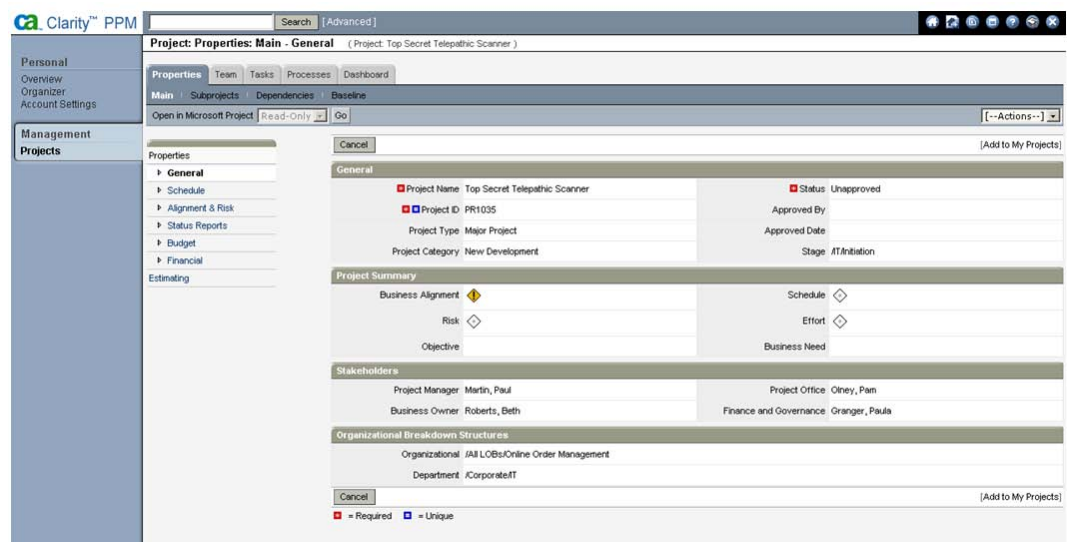 ca. Clarity™ PPM Search [Advanced]
Project: Properties: Main - General (Project: Top Secret Telepathic Scanner )
Personal
Overview
Organizer
Account Settings
Management
Projects
Properties Team Tasks Processes Dashboard
Main Subprojects Dependencies Baseline
Open in Microsoft Project Read-Only Go [--Actions--]
Properties
General
Schedule
Alignment & Risk
Status Reports
Budget
Financial
Estimating
Cancel [Add to My Projects]
General
Project Name Top Secret Telepathic Scanner Status Unapproved
Project ID PR1035 Approved By
Project Type Major Project Approved Date
Project Category New Development Stage /IT/Initiation
Project Summary
Business Alignment Schedule
Risk Effort
Objective Business Need
Stakeholders
Project Manager Martin, Paul Project Office Olney, Pam
Business Owner Roberts, Beth Finance and Governance Granger, Paula
Organizational Breakdown Structures
Organizational /All LOBs/Online Order Management
Department /Corporate/IT
Cancel [Add to My Projects]
= Required = Unique